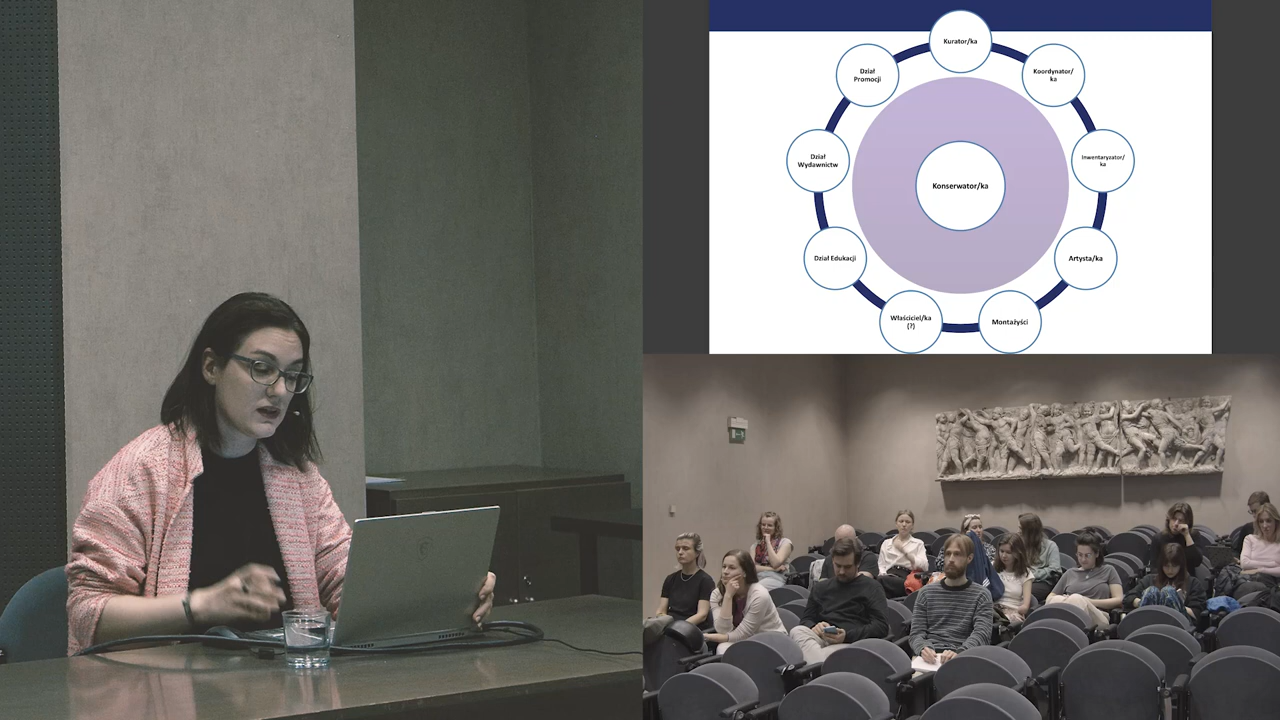 Kurator/ka
Dział
Promocji
Koordynator/
ka
Dział
Wydawnictw
Inwentaryzator/
ka
Konserwator/ka
Dział Edukacji
Artysta/ka
Właściciel/ka
(?)
Montażyści